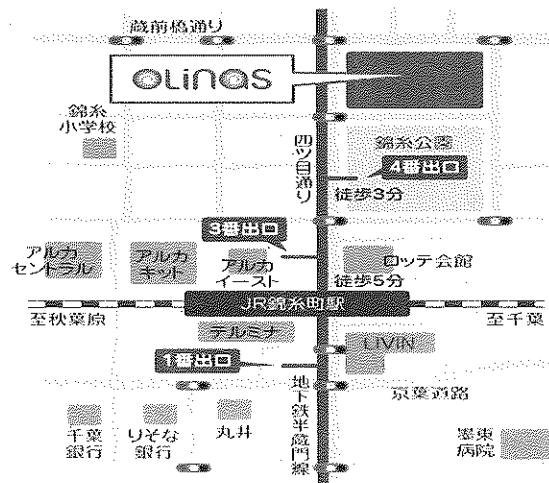 蔵前橋通り
OLINAS
錦糸
小学校
四ツ目通り
錦糸公園
4番出口
徒歩3分
3番出口
アルカ
セントラル
アルカ
キット
アルカ
イースト
ロッテ会館
徒歩5分
JR錦糸町駅
至秋葉原
至千葉
テルミナ
LIVIN
1番出口
京葉道路
地下鉄半蔵門線
千葉
銀行
りそな
銀行
丸井
墨東
病院